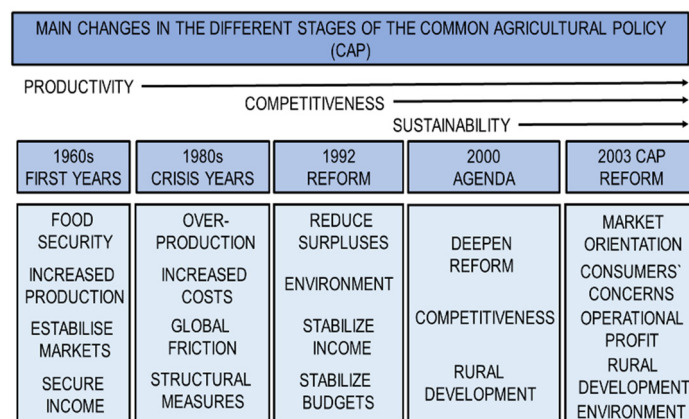 MAIN CHANGES IN THE DIFFERENT STAGES OF THE COMMON AGRICULTURAL POLICY
(CAP)
PRODUCTIVITY
COMPETITIVENESS
SUSTAINABILITY
1960s
FIRST YEARS
1980s
CRISIS YEARS
1992
REFORM
2000
AGENDA
2003 CAP
REFORM
FOOD
SECURITY
INCREASED
PRODUCTION
ESTABILISE
MARKETS
SECURE
INCOME
OVER-
PRODUCTION
INCREASED
COSTS
GLOBAL
FRICTION
STRUCTURAL
MEASURES
REDUCE
SURPLUSES
ENVIRONMENT
STABILIZE
INCOME
STABILIZE
BUDGETS
DEEPEN
REFORM
COMPETITIVENESS
RURAL
DEVELOPMENT
MARKET
ORIENTATION
CONSUMERS`
CONCERNS
OPERATIONAL
PROFIT
RURAL
DEVELOPMENT
ENVIRONMENT